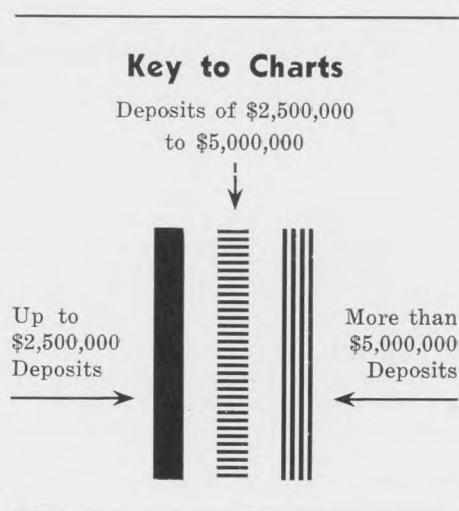 Key to Charts
Deposits of $2,500,000
to $5,000,000
Up to
$2,500,000
Deposits
More than
$5,000,000
Deposits